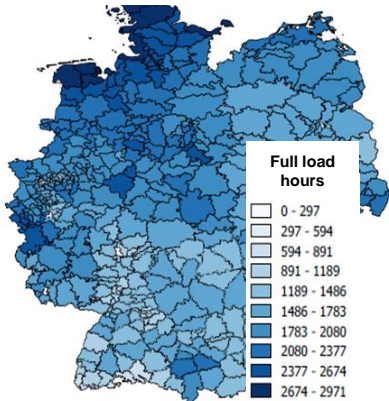 Full load
hours
0 - 297
297 - 594
594 - 891
891 - 1189
1189 - 1486
1486 - 1783
1783 - 2080
2080 - 2377
2377 - 2674
2674 - 2971